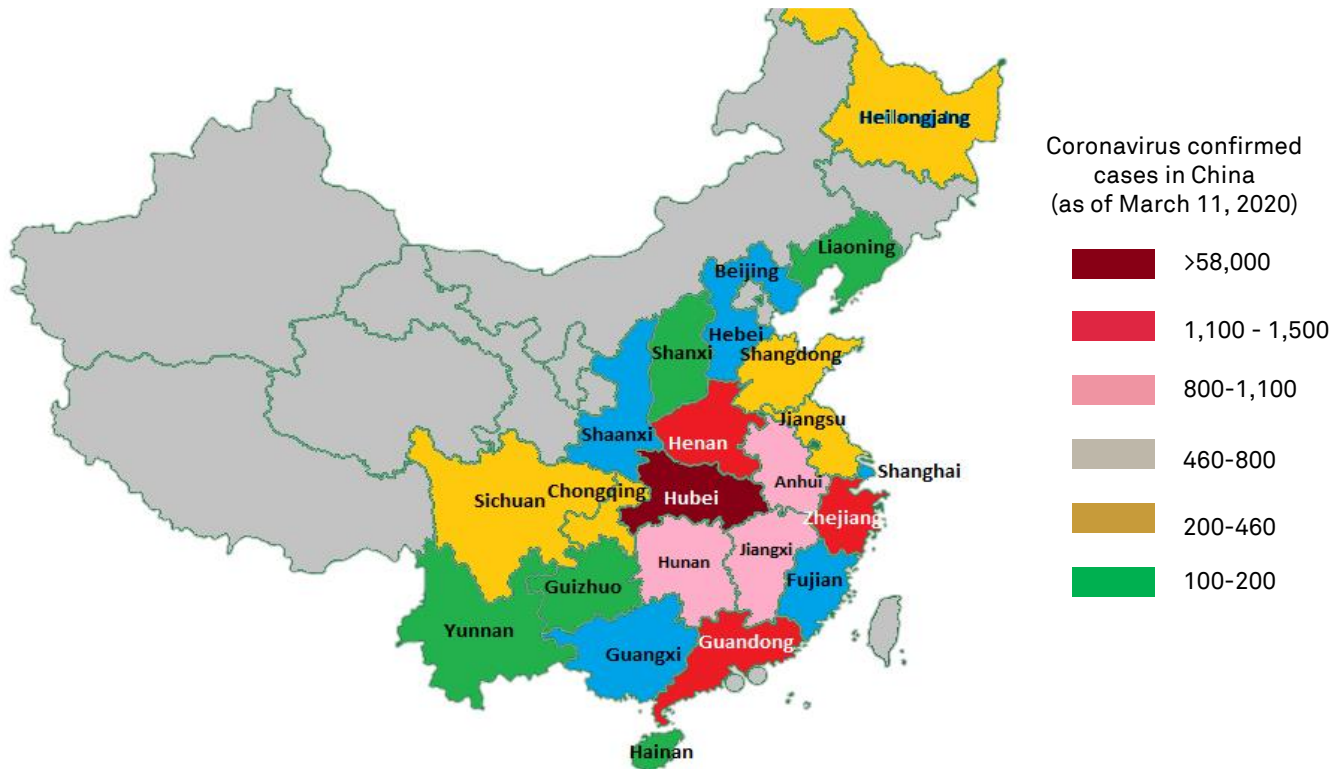 Heilongjang
Liaoning
Beijing
Hebei
Shanxi
Shangdong
Jiangsu
Shaanxi
Henan
Shanghai
Anhui
Sichuan
Chongqing
Hubei
Zhejiang
Hunan
Jiangxi
Fujian
Guizhuo
Yunnan
Guangxi
Guandong
Hainan
Coronavirus confirmed
cases in China
(as of March 11, 2020)
>58,000
1,100 - 1,500
800-1,100
460-800
200-460
100-200